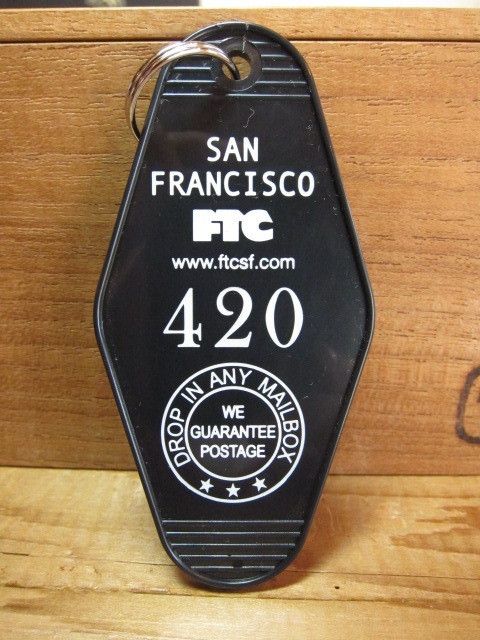 SAN
FRANCISCO
FTC
www.ftcsf.com
420
DROP IN ANY MAILBOX
WE
GUARANTEE
POSTAGE